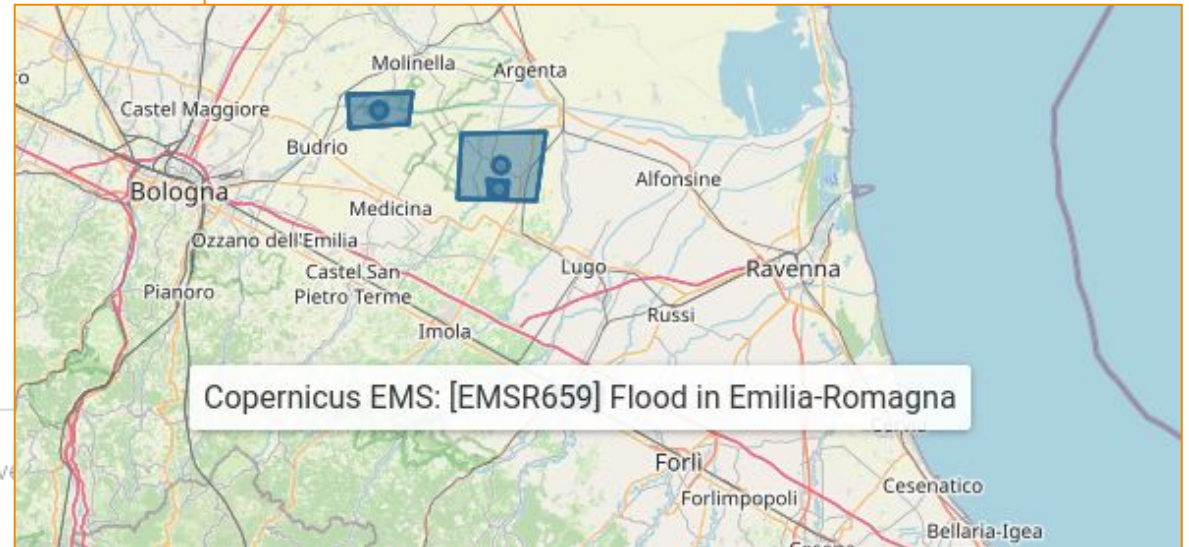 Molinella
Argenta
Castel Maggiore
Budrio
Bologna
Alfonsine
Medicina
Ozzano dell'Emilia
Castel San
Pietro Terme
Lugo
Ravenna
Pianoro
Russi
Imola
Copernicus EMS: [EMSR659] Flood in Emilia-Romagna
Forlì
Forlimpopoli
Cesenatico
Bellaria-Igea